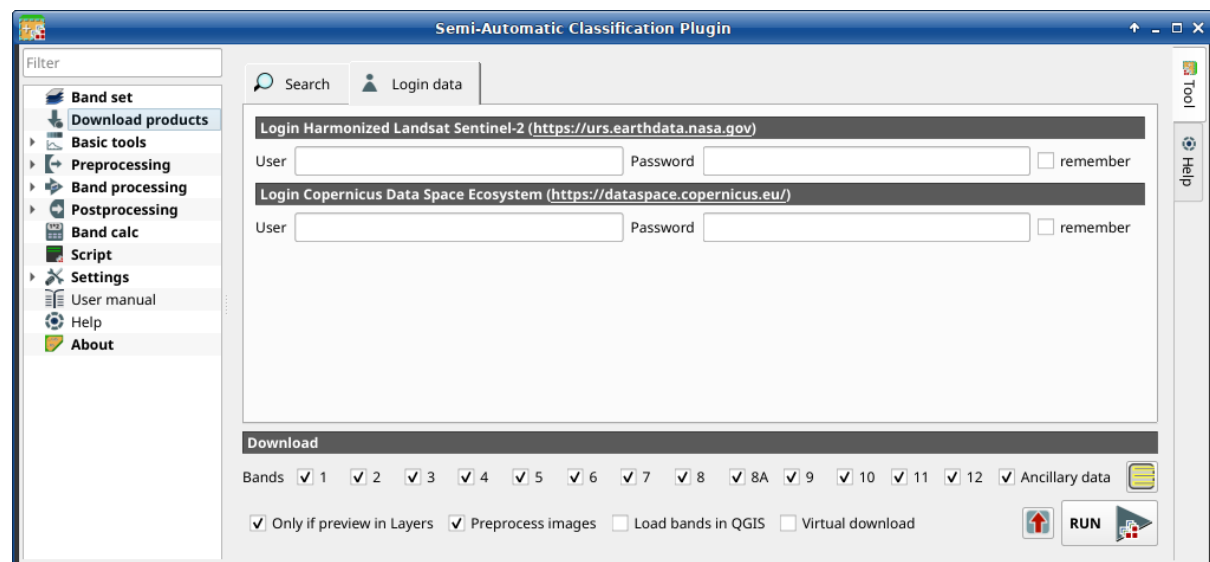 Semi-Automatic Classification Plugin
Filter
Band set
Download products
Basic tools
Preprocessing
Band processing
Postprocessing
Band calc
Script
Settings
User manual
Help
About
Search Login data
Login Harmonized Landsat Sentinel-2 (https://urs.earthdata.nasa.gov)
User Password remember
Login Copernicus Data Space Ecosystem (https://dataspace.copernicus.eu/)
User Password remember
Download
Bands 1 2 3 4 5 6 7 8 8A 9 10 11 12 Ancillary data
Only if preview in Layers Preprocess images Load bands in QGIS Virtual download RUN
Tool
Help